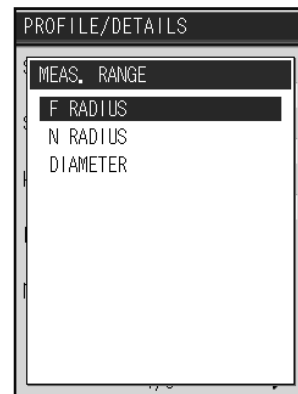 PROFILE/DETAILS
MEAS. RANGE
F RADIUS
N RADIUS
DIAMETER